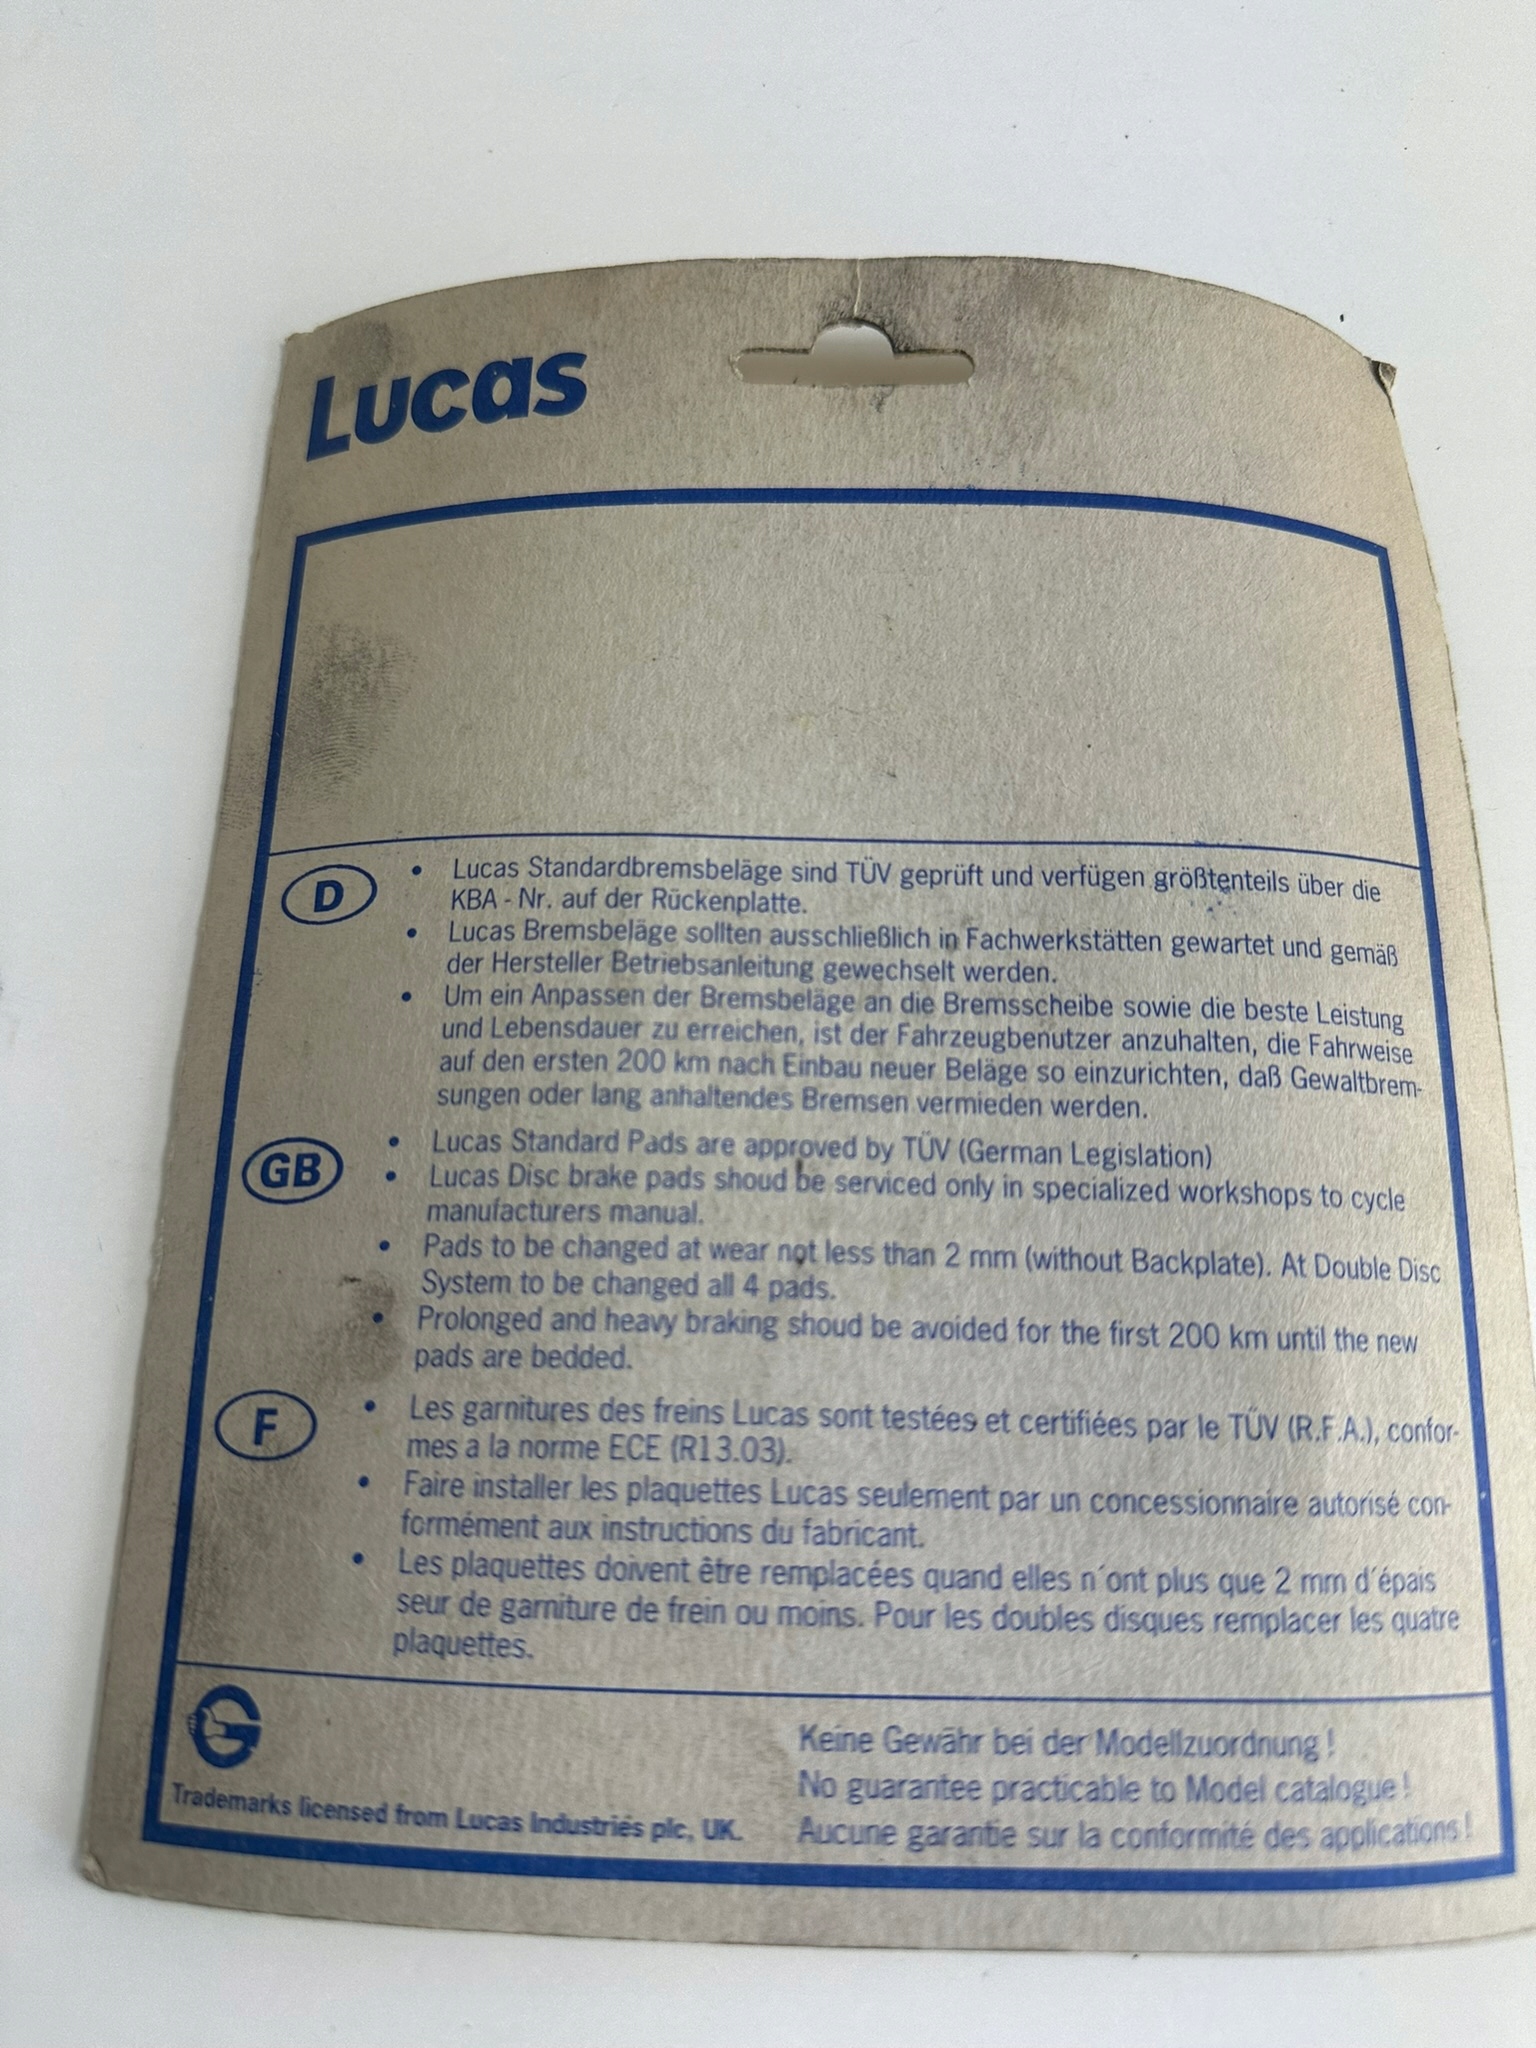 Lucas
D
• Lucas Standardbremsbeläge sind TÜV geprüft und verfügen größtenteils über die
KBA - Nr. auf der Rückenplatte.
• Lucas Bremsbeläge sollten ausschließlich in Fachwerkstätten gewartet und gemäß
der Hersteller Betriebsanleitung gewechselt werden.
• Um ein Anpassen der Bremsbeläge an die Bremsscheibe sowie die beste Leistung
und Lebensdauer zu erreichen, ist der Fahrzeugbenutzer anzuhalten, die Fahrweise
auf den ersten 200 km nach Einbau neuer Beläge so einzurichten, daß Gewaltbrem-
sungen oder lang anhaltendes Bremsen vermieden werden.
GB
• Lucas Standard Pads are approved by TÜV (German Legislation)
• Lucas Disc brake pads shoud be serviced only in specialized workshops to cycle
manufacturers manual.
• Pads to be changed at wear not less than 2 mm (without Backplate). At Double Disc
System to be changed all 4 pads.
• Prolonged and heavy braking shoud be avoided for the first 200 km until the new
pads are bedded.
F
• Les garnitures des freins Lucas sont testées et certifiées par le TÜV (R.F.A.), confor-
mes a la norme ECE (R13.03).
• Faire installer les plaquettes Lucas seulement par un concessionnaire autorisé con-
formément aux instructions du fabricant.
• Les plaquettes doivent être remplacées quand elles n´ont plus que 2 mm d´épais
seur de garniture de frein ou moins. Pour les doubles disques remplacer les quatre
plaquettes.
Trademarks licensed from Lucas Industriés plc, UK.
Keine Gewähr bei der Modellzuordnung !
No guarantee practicable to Model catalogue !
Aucune garantie sur la conformité des applications !